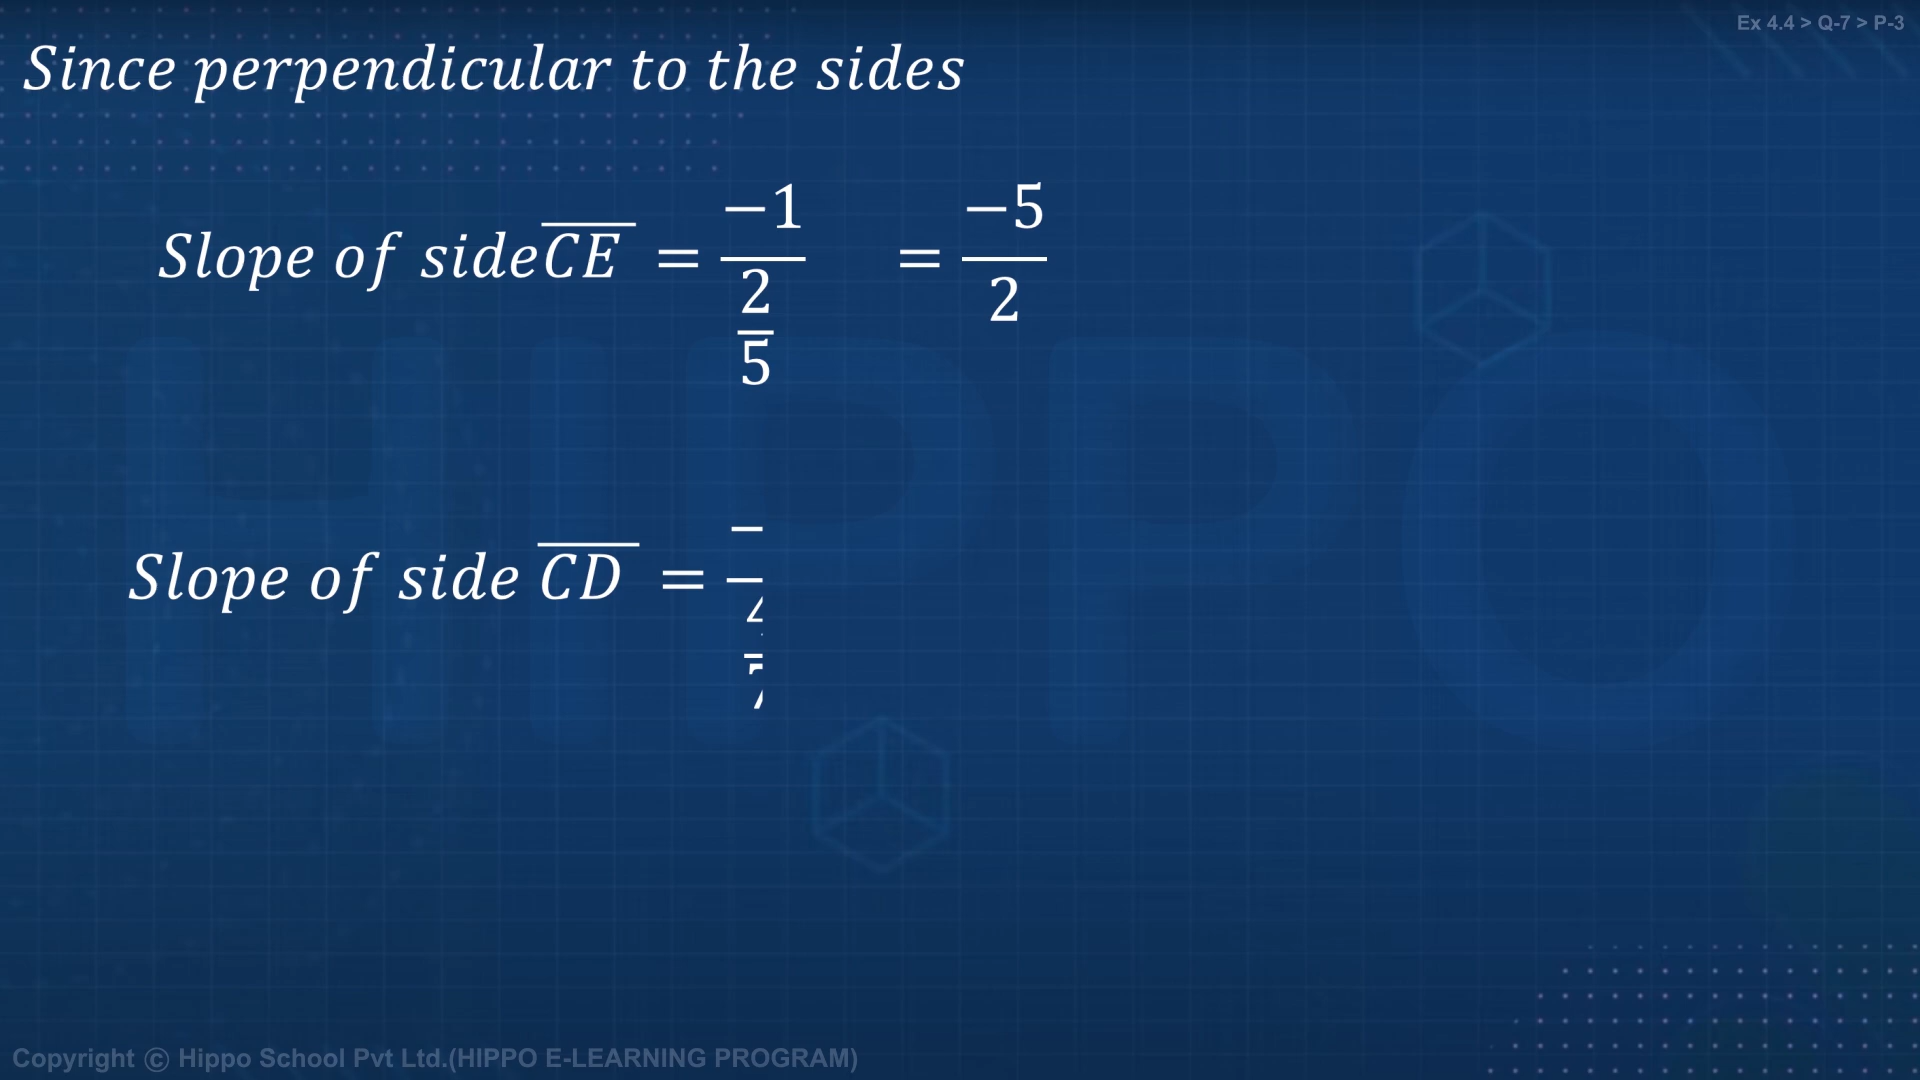 Ex 4.4 > Q-7 > P-3
Since perpendicular to the sides
Slope of side CE = −1 / (2/5) = −5/2
Slope of side CD =
HIPPO
Copyright © Hippo School Pvt Ltd.(HIPPO E-LEARNING PROGRAM)